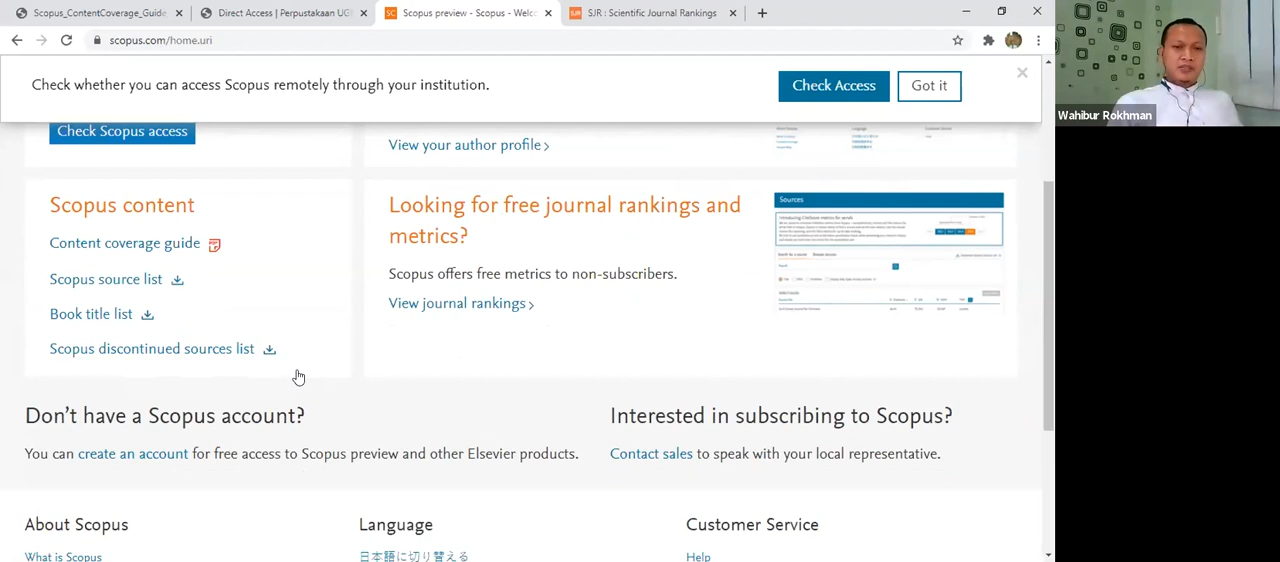 Scopus_ContentCoverage_Guide
Direct Access | Perpustakaan UG
Scopus preview - Scopus - Welc
SJR : Scientific Journal Rankings
scopus.com/home.uri
Check whether you can access Scopus remotely through your institution.
Check Access
Got it
Check Scopus access
View your author profile
Scopus content
Content coverage guide
Scopus source list
Book title list
Scopus discontinued sources list
Looking for free journal rankings and
metrics?
Scopus offers free metrics to non-subscribers.
View journal rankings
Sources
Don't have a Scopus account?
You can create an account for free access to Scopus preview and other Elsevier products.
Interested in subscribing to Scopus?
Contact sales to speak with your local representative.
About Scopus
Language
Customer Service
What is Scopus
日本語に切り替える
Help
Wahibur Rokhman